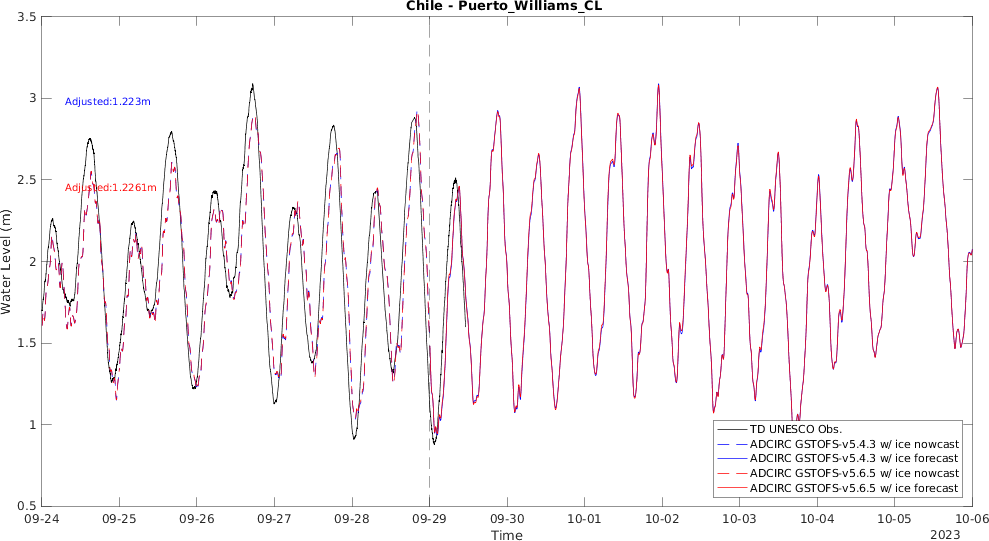 Chile - Puerto_Williams_CL
3.5
3
2.5
2
1.5
1
0.5
Water Level (m)
Adjusted:1.223m
Adjusted:1.2261m
TD UNESCO Obs.
ADCIRC GSTOFS-v5.4.3 w/ ice nowcast
ADCIRC GSTOFS-v5.4.3 w/ ice forecast
ADCIRC GSTOFS-v5.6.5 w/ ice nowcast
ADCIRC GSTOFS-v5.6.5 w/ ice forecast
09-24 09-25 09-26 09-27 09-28 09-29 09-30 10-01 10-02 10-03 10-04 10-05 10-06
Time
2023